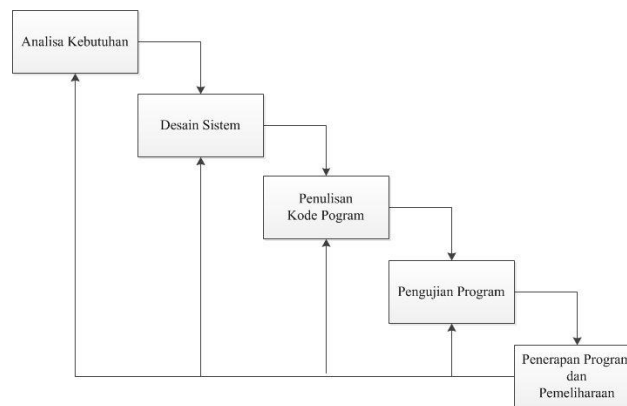 Analisa Kebutuhan
Desain Sistem
Penulisan
Kode Pogram
Pengujian Program
Penerapan Program
dan
Pemeliharaan